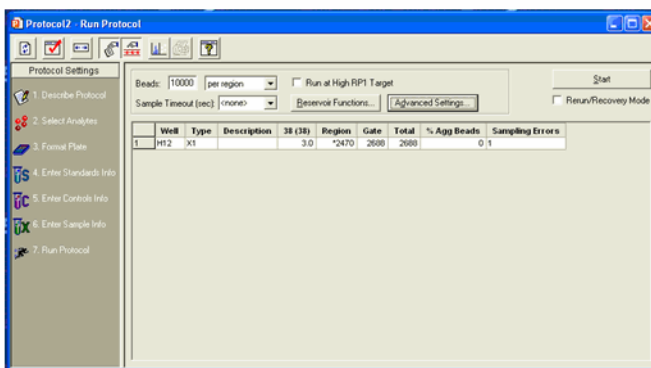 Protocol2 - Run Protocol
Protocol Settings
1. Describe Protocol
2. Select Analytes
3. Format Plate
4. Enter Standards Info
5. Enter Controls Info
6. Enter Sample Info
7. Run Protocol
Beads: 10000 per region Run at High RP1 Target Start
Sample Timeout (sec): <none> Reservoir Functions... Advanced Settings... Rerun/Recovery Mode
Well Type Description 38 (38) Region Gate Total % Agg Beads Sampling Errors
1 H12 X1 3.0 *2470 2688 2688 0 1